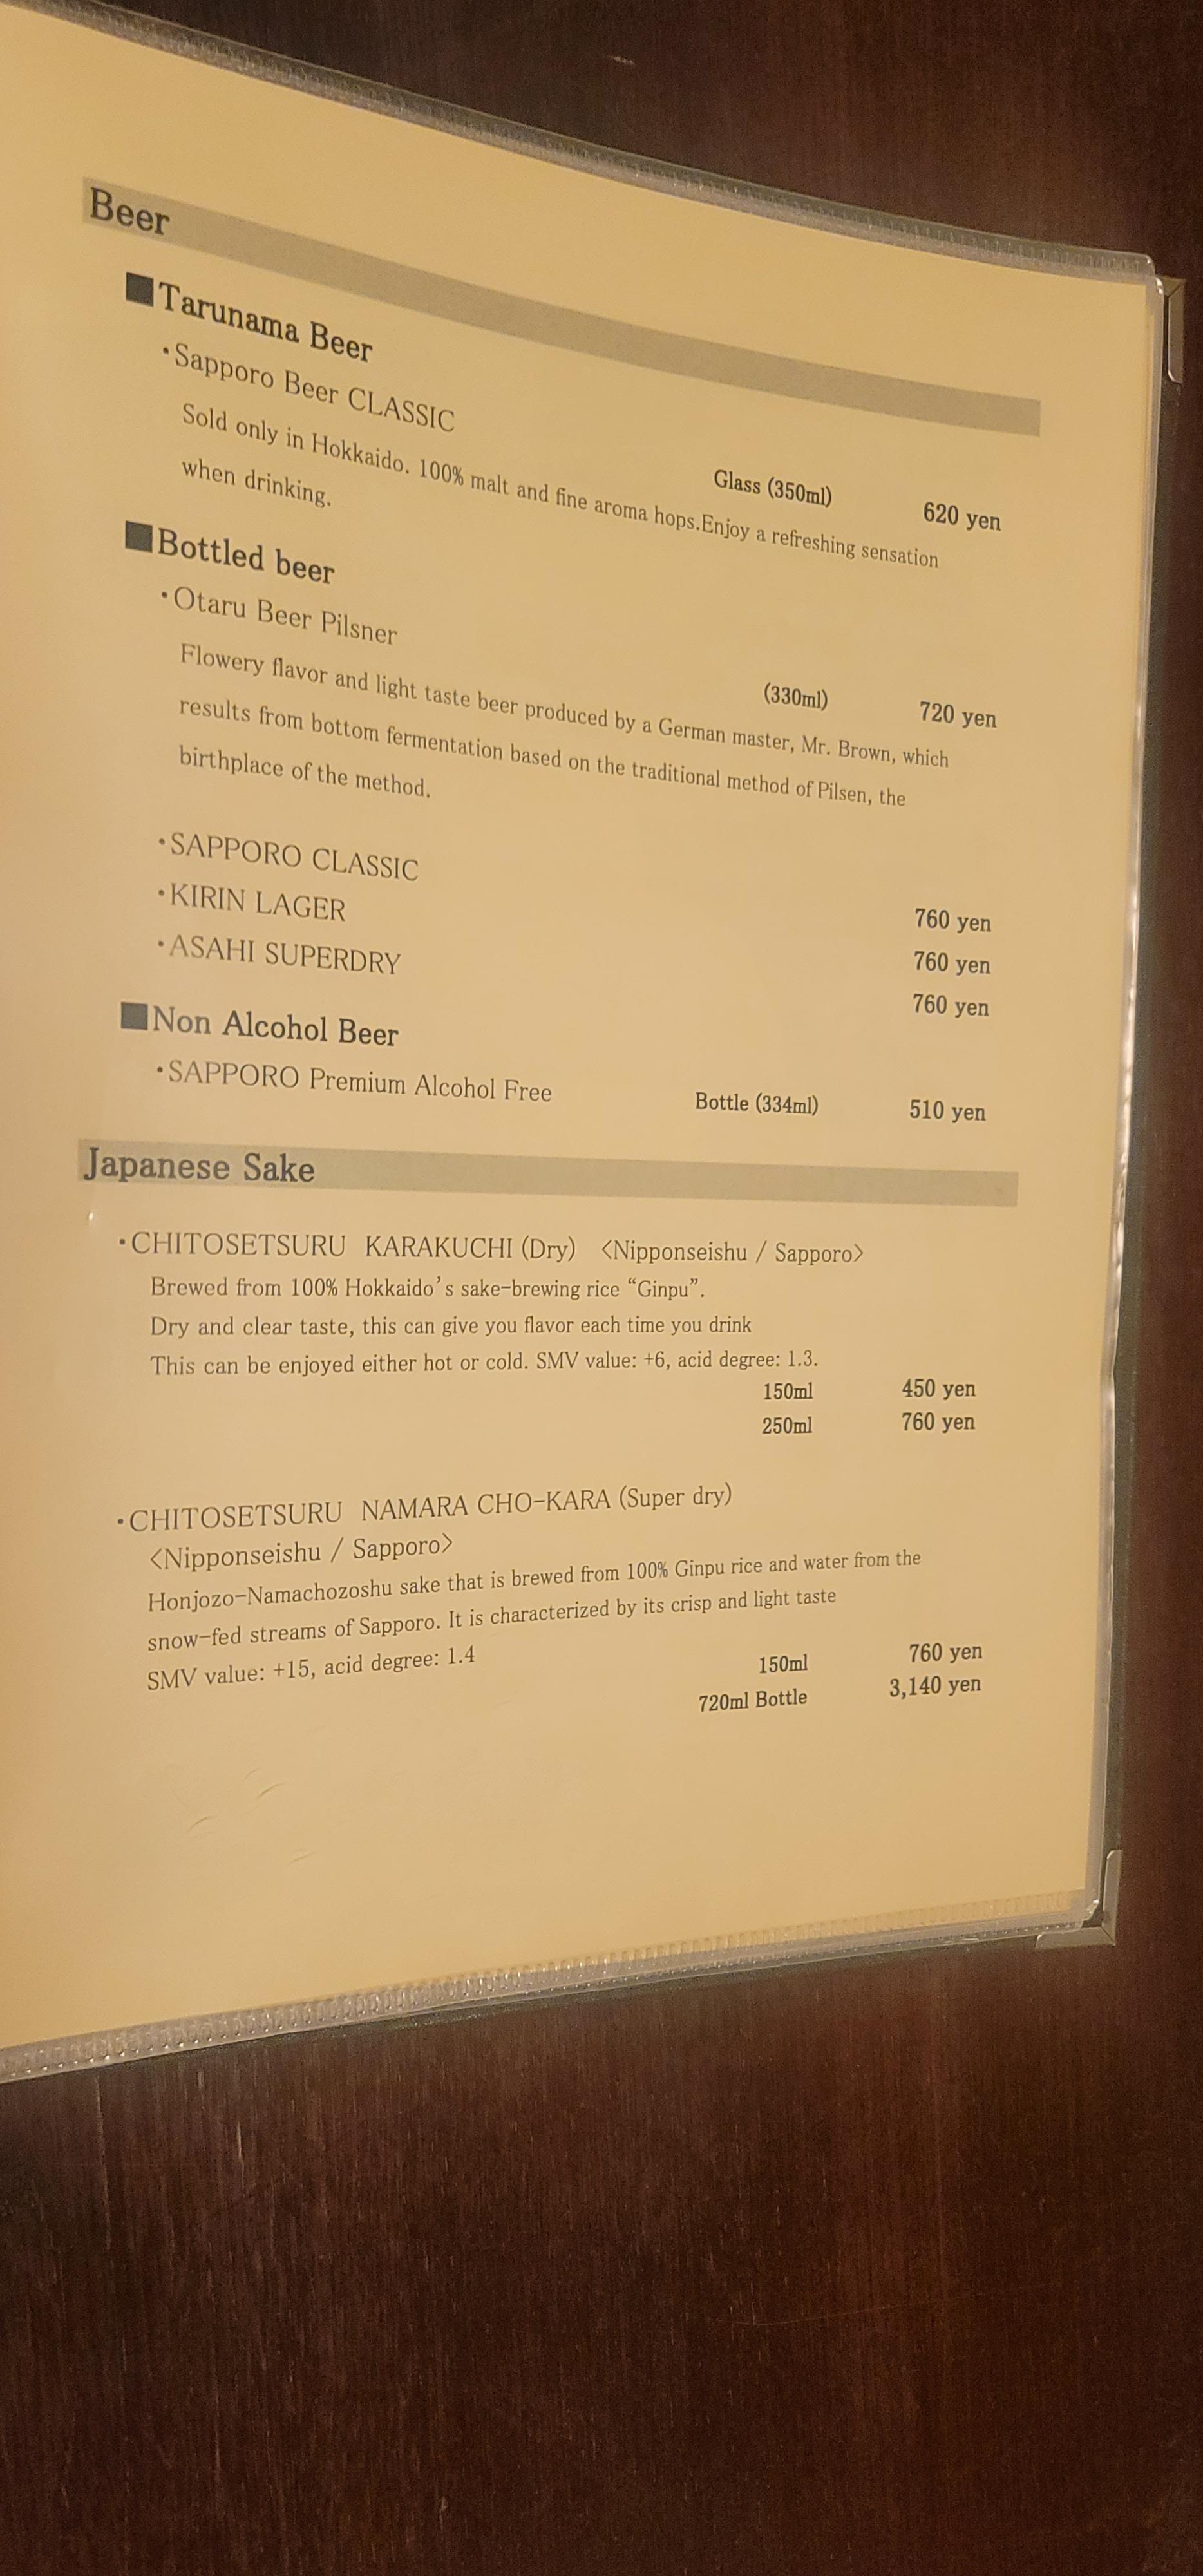 Beer
■Tarunama Beer
・Sapporo Beer CLASSIC
Glass (350ml) 620 yen
Sold only in Hokkaido. 100% malt and fine aroma hops.Enjoy a refreshing sensation
when drinking.
■Bottled beer
・Otaru Beer Pilsner
(330ml) 720 yen
Flowery flavor and light taste beer produced by a German master, Mr. Brown, which
results from bottom fermentation based on the traditional method of Pilsen, the
birthplace of the method.
・SAPPORO CLASSIC 760 yen
・KIRIN LAGER 760 yen
・ASAHI SUPERDRY 760 yen
■Non Alcohol Beer
・SAPPORO Premium Alcohol Free Bottle (334ml) 510 yen
Japanese Sake
・CHITOSETSURU KARAKUCHI (Dry) <Nipponseishu / Sapporo>
Brewed from 100% Hokkaido's sake-brewing rice “Ginpu”.
Dry and clear taste, this can give you flavor each time you drink
This can be enjoyed either hot or cold. SMV value: +6, acid degree: 1.3.
150ml 450 yen
250ml 760 yen
・CHITOSETSURU NAMARA CHO-KARA (Super dry)
<Nipponseishu / Sapporo>
Honjozo-Namachozoshu sake that is brewed from 100% Ginpu rice and water from the
snow-fed streams of Sapporo. It is characterized by its crisp and light taste
SMV value: +15, acid degree: 1.4
150ml 760 yen
720ml Bottle 3,140 yen